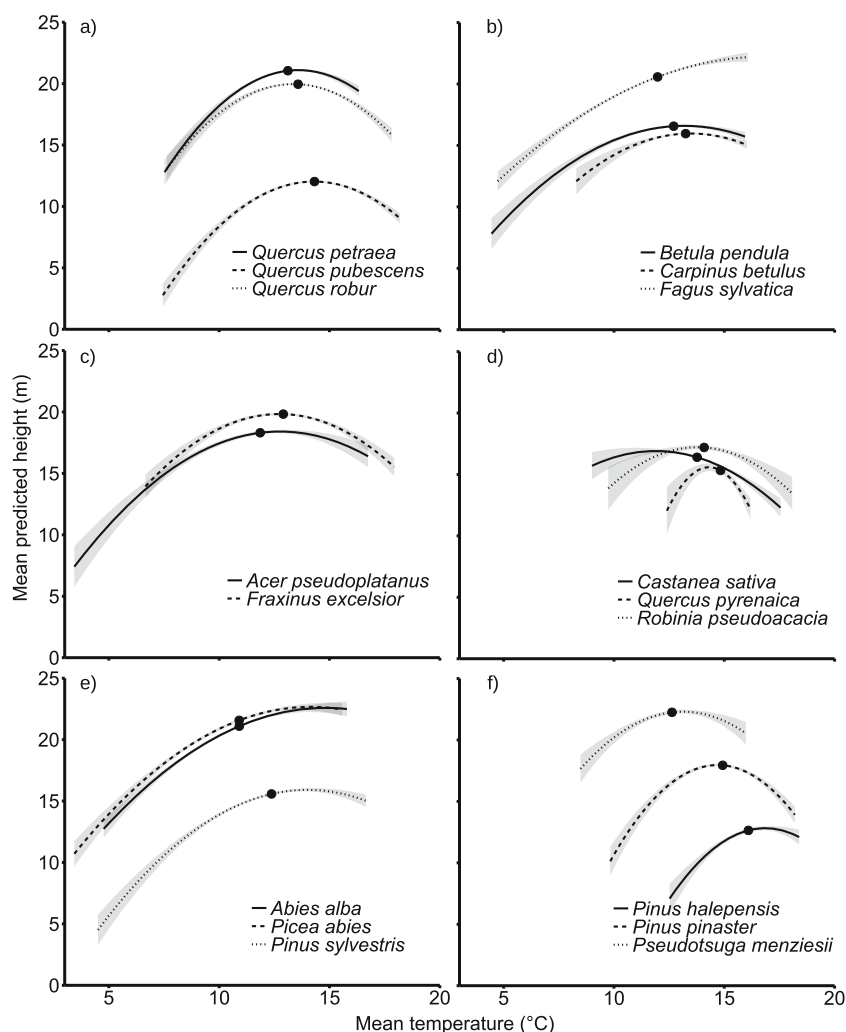 a)
25
20
15
10
5
0
Quercus petraea
Quercus pubescens
Quercus robur
b)
Betula pendula
Carpinus betulus
Fagus sylvatica
c)
25
20
15
10
5
0
Acer pseudoplatanus
Fraxinus excelsior
d)
Castanea sativa
Quercus pyrenaica
Robinia pseudoacacia
Mean predicted height (m)
e)
25
20
15
10
5
0
Abies alba
Picea abies
Pinus sylvestris
f)
Pinus halepensis
Pinus pinaster
Pseudotsuga menziesii
5 10 15 20 5 10 15 20
Mean temperature (°C)